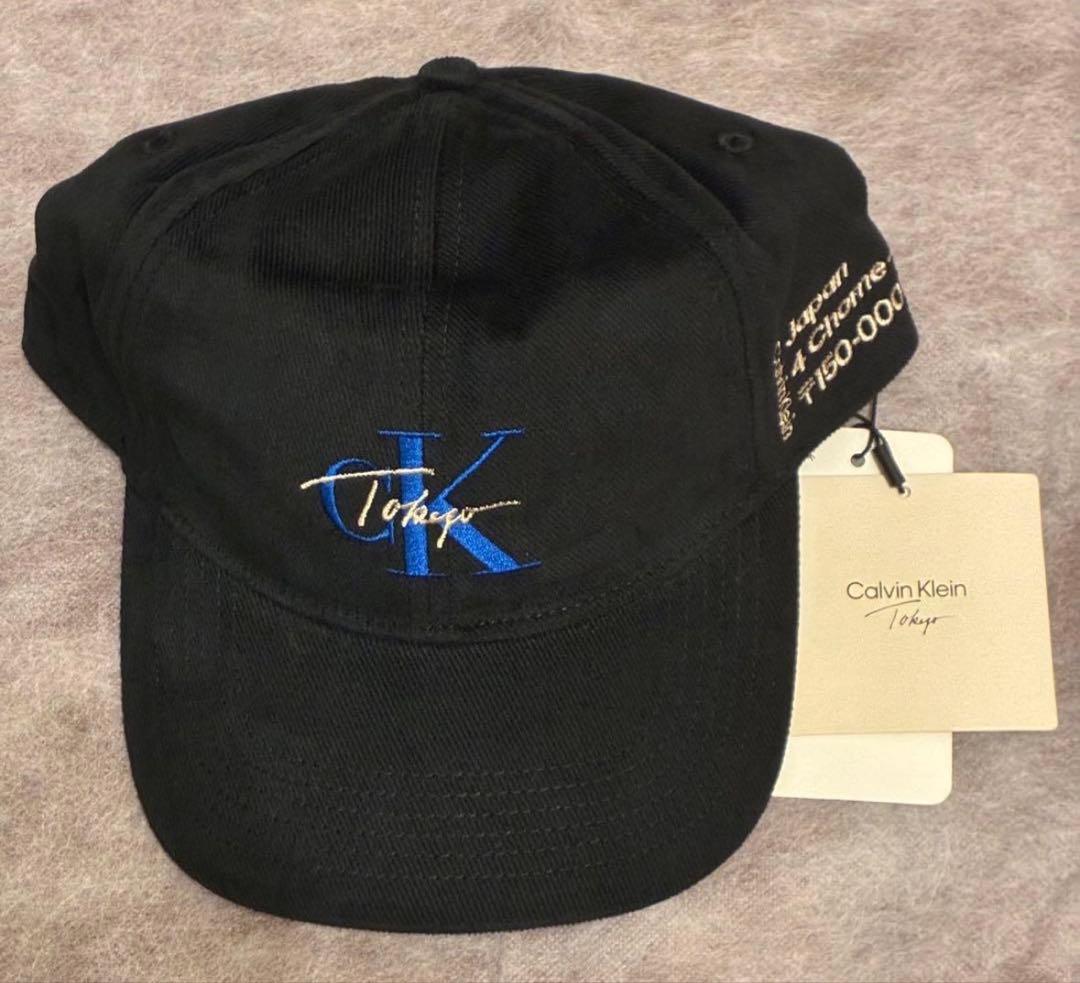 CK
Tokyo
Japan
4 Chome
〒150-000
Calvin Klein
Tokyo